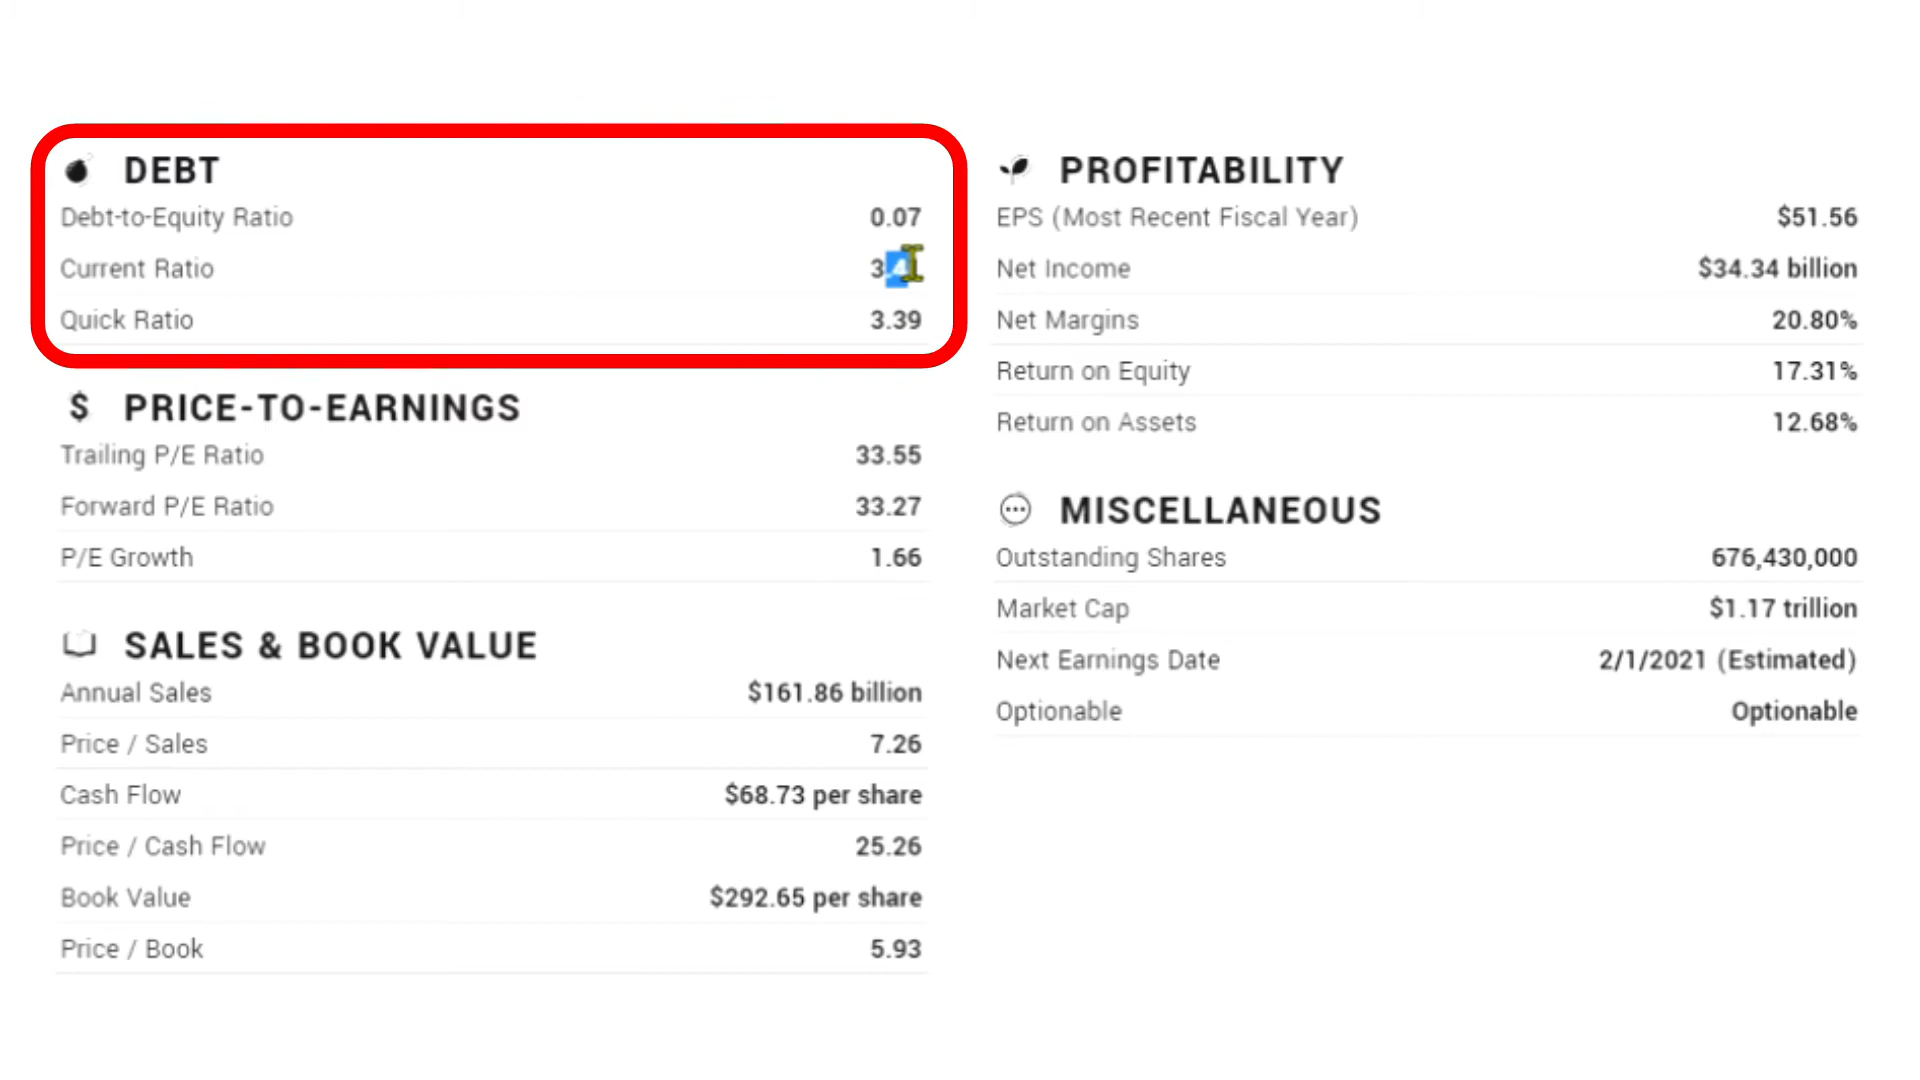 DEBT
Debt-to-Equity Ratio 0.07
Current Ratio
Quick Ratio 3.39
$ PRICE-TO-EARNINGS
Trailing P/E Ratio 33.55
Forward P/E Ratio 33.27
P/E Growth 1.66
SALES & BOOK VALUE
Annual Sales $161.86 billion
Price / Sales 7.26
Cash Flow $68.73 per share
Price / Cash Flow 25.26
Book Value $292.65 per share
Price / Book 5.93
PROFITABILITY
EPS (Most Recent Fiscal Year) $51.56
Net Income $34.34 billion
Net Margins 20.80%
Return on Equity 17.31%
Return on Assets 12.68%
MISCELLANEOUS
Outstanding Shares 676,430,000
Market Cap $1.17 trillion
Next Earnings Date 2/1/2021 (Estimated)
Optionable Optionable